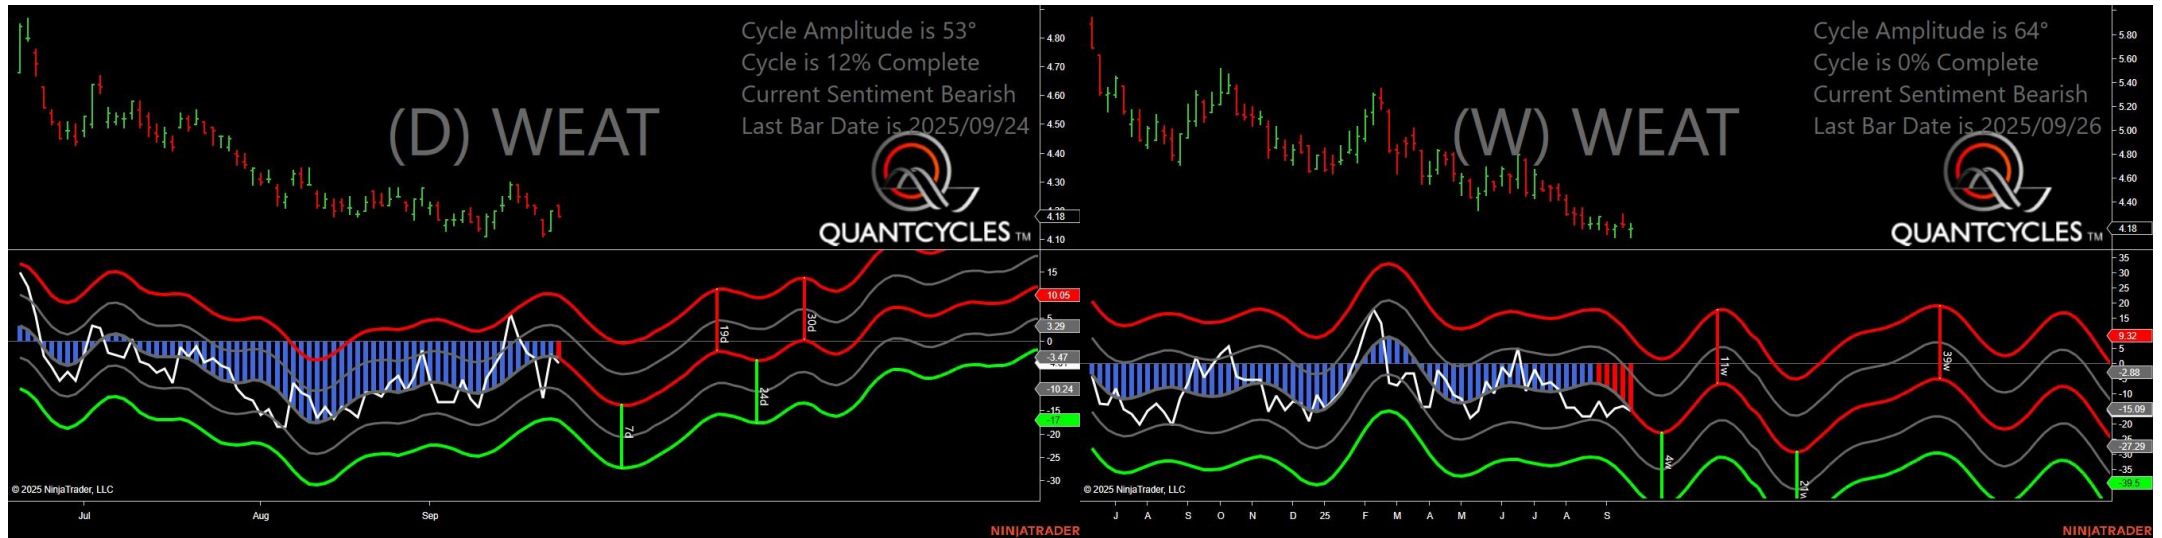 Cycle Amplitude is 53°
Cycle is 12% Complete
Current Sentiment Bearish
Last Bar Date is 2025/09/24
(D) WEAT
QUANTCYCLES TM
4.80
4.70
4.60
4.50
4.40
4.30
4.18
4.10
15
10.05
5
3.29
0
-3.47
-10.24
-15
-17
-20
-25
-30
19d
30d
24d
7d
© 2025 NinjaTrader, LLC
Jul
Aug
Sep
NINJATRADER
Cycle Amplitude is 64°
Cycle is 0% Complete
Current Sentiment Bearish
Last Bar Date is 2025/09/26
(W) WEAT
QUANTCYCLES TM
5.80
5.60
5.40
5.20
5.00
4.80
4.60
4.40
4.18
35
30
25
20
15
9.32
5
0
-2.88
-10
-15.09
-20
-27.29
-30
-35
-39.5
11w
39w
4w
21w
© 2025 NinjaTrader, LLC
J A S O N D 25 F M A M J J A S
NINJATRADER